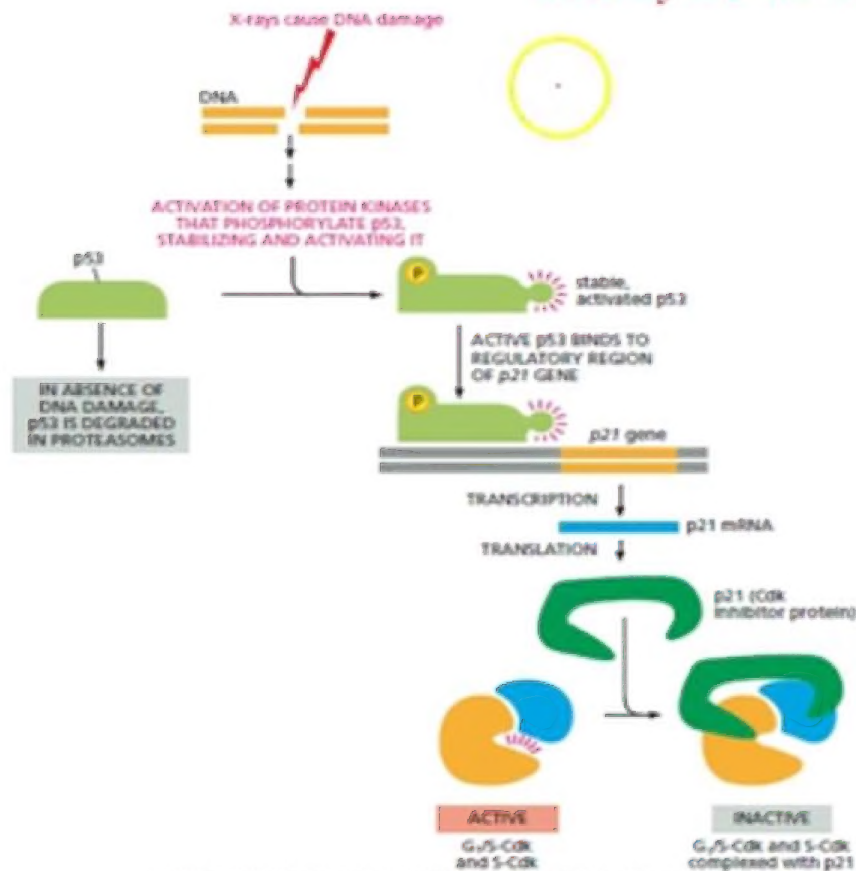 X-rays cause DNA damage
DNA
ACTIVATION OF PROTEIN KINASES
THAT PHOSPHORYLATE p53,
STABILIZING AND ACTIVATING IT
p53
P
stable,
activated p53
IN ABSENCE OF
DNA DAMAGE,
p53 IS DEGRADED
IN PROTEASOMES
ACTIVE p53 BINDS TO
REGULATORY REGION
OF p21 GENE
P
p21 gene
TRANSCRIPTION
p21 mRNA
TRANSLATION
p21 (Cdk
inhibitor protein)
ACTIVE
G₁/S-Cdk
and S-Cdk
INACTIVE
G₁/S-Cdk and S-Cdk
complexed with p21